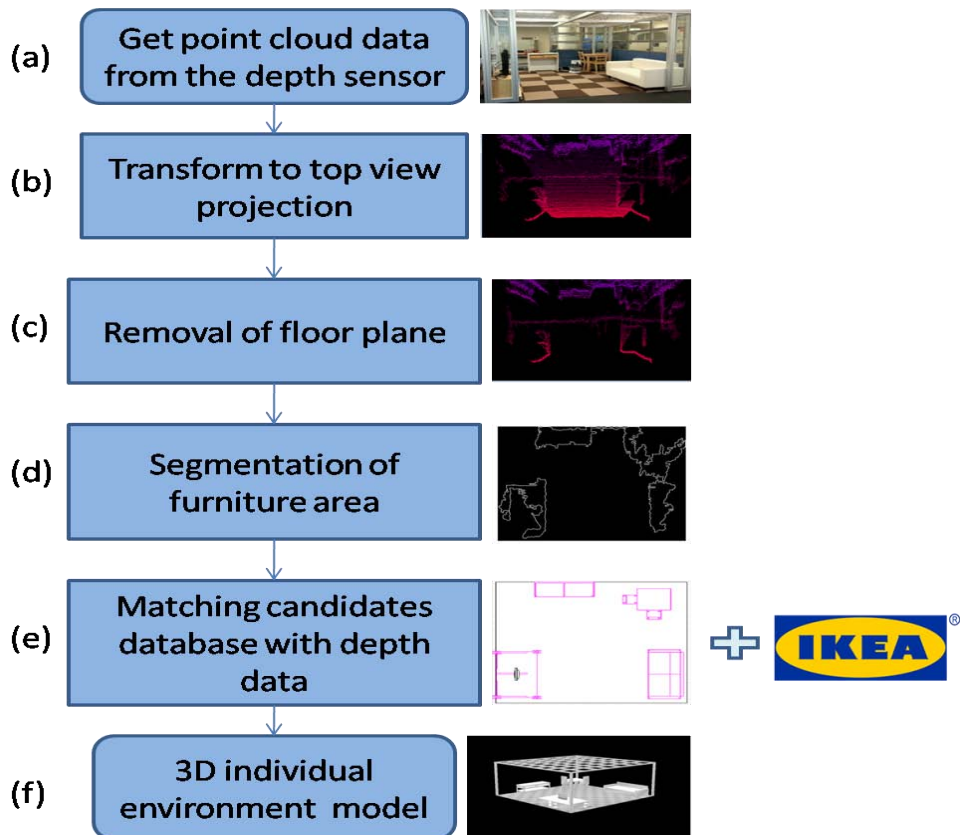 (a)
Get point cloud data
from the depth sensor
(b)
Transform to top view
projection
(c)
Removal of floor plane
(d)
Segmentation of
furniture area
(e)
Matching candidates
database with depth
data
IKEA®
(f)
3D individual
environment model